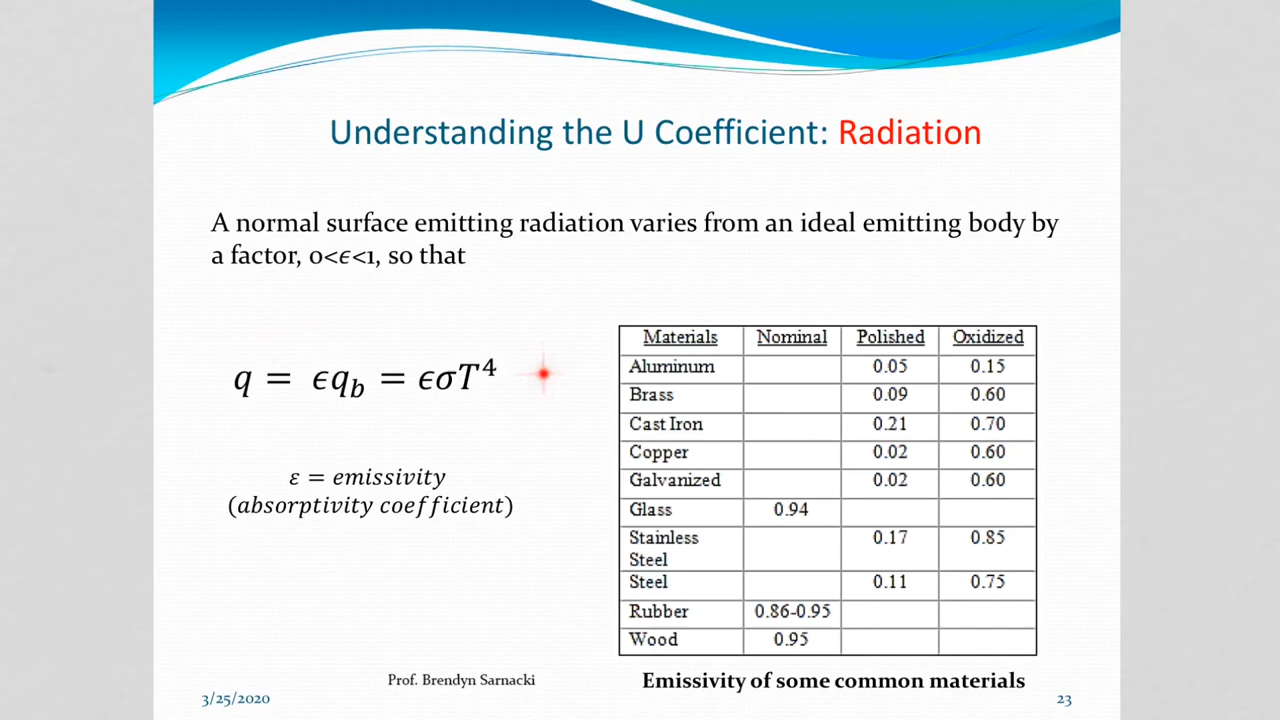 Understanding the U Coefficient: Radiation
A normal surface emitting radiation varies from an ideal emitting body by
a factor, 0<ϵ<1, so that
q = ϵq_b = ϵσT⁴
ε = emissivity
(absorptivity coefficient)
Materials Nominal Polished Oxidized
Aluminum 0.05 0.15
Brass 0.09 0.60
Cast Iron 0.21 0.70
Copper 0.02 0.60
Galvanized 0.02 0.60
Glass 0.94
Stainless 0.17 0.85
Steel
Steel 0.11 0.75
Rubber 0.86-0.95
Wood 0.95
Emissivity of some common materials
Prof. Brendyn Sarnacki
3/25/2020
23